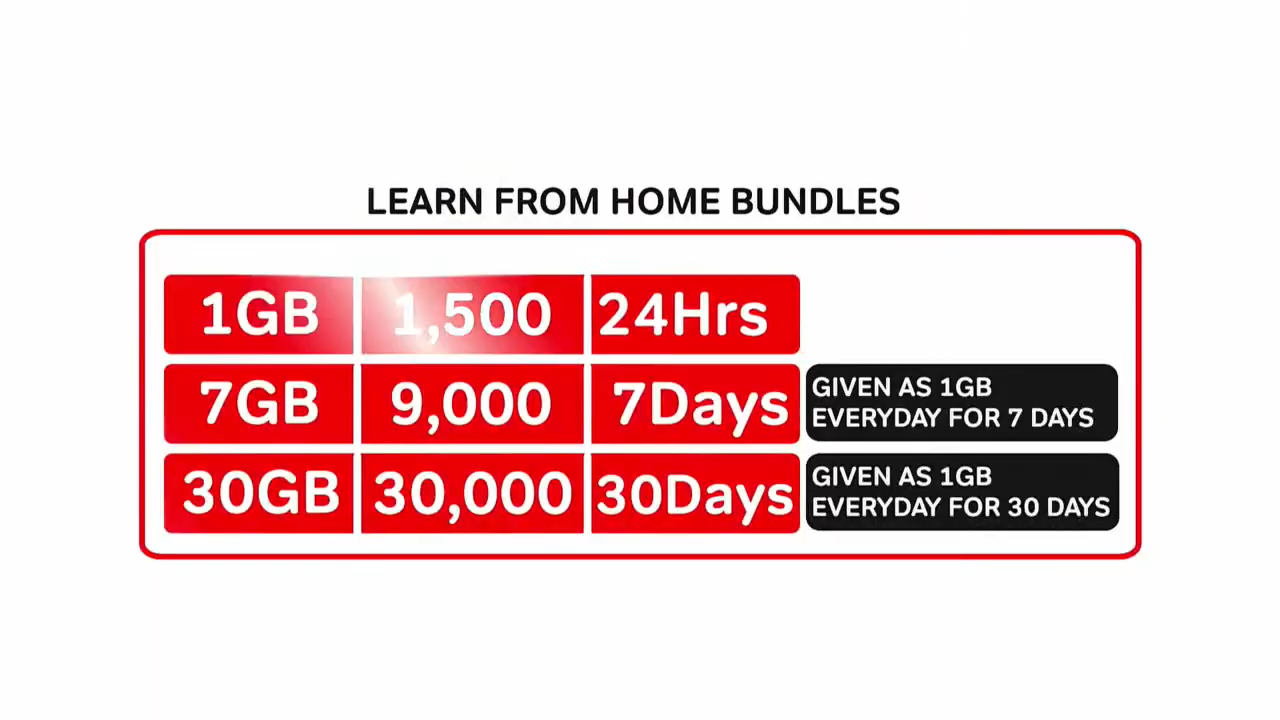 LEARN FROM HOME BUNDLES
1GB 1,500 24Hrs
7GB 9,000 7Days GIVEN AS 1GB
EVERYDAY FOR 7 DAYS
30GB 30,000 30Days GIVEN AS 1GB
EVERYDAY FOR 30 DAYS